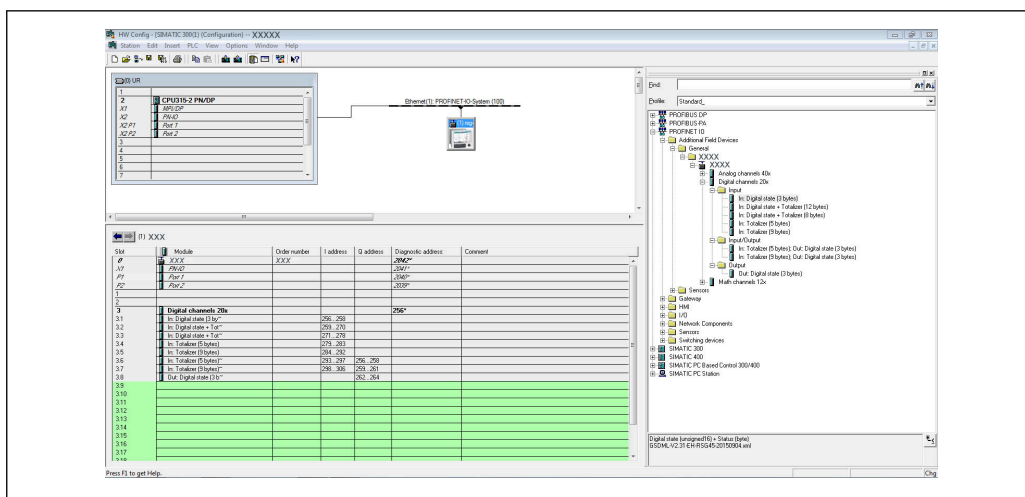 HW Config - [SIMATIC 300(1) (Configuration) -- XXXXX
Station Edit Insert PLC View Options Window Help
(0) UR
1
2 CPU315-2 PN/DP
X1 MPI/DP
X2 PN-IO
X2 P1 Port 1
X2 P2 Port 2
3
4
5
6
7
Ethernet(1): PROFINET-IO-System (100)
(1) rsg-
(1) XXX
Slot Module Order number I address Q address Diagnostic address: Comment
0 XXX XXX 2042*
X1 PN-IO 2041*
P1 Port 1 2040*
P2 Port 2 2039*
1
2
3 Digital channels 20x 256*
3.1 In: Digital state (3 by~ 256...258
3.2 In: Digital state + Tot~ 259...270
3.3 In: Digital state + Tot~ 271...278
3.4 In: Totalizer (5 bytes) 279...283
3.5 In: Totalizer (9 bytes) 284...292
3.6 In: Totalizer (5 bytes)~ 293...297 256...258
3.7 In: Totalizer (9 bytes)~ 298...306 259...261
3.8 Out: Digital state (3 b~ 262...264
3.9
3.10
3.11
3.12
3.13
3.14
3.15
3.16
3.17
3.18
Press F1 to get Help.
Find:
Profile: Standard_
PROFIBUS DP
PROFIBUS-PA
PROFINET IO
Additional Field Devices
General
XXXX
XXXX
Analog channels 40x
Digital channels 20x
Input
In: Digital state (3 bytes)
In: Digital state + Totalizer (12 bytes)
In: Digital state + Totalizer (8 bytes)
In: Totalizer (5 bytes)
In: Totalizer (9 bytes)
Input/Output
In: Totalizer (5 bytes); Out: Digital state (3 bytes)
In: Totalizer (9 bytes); Out: Digital state (3 bytes)
Output
Out: Digital state (3 bytes)
Math channels 12x
Sensors
Gateway
HMI
I/O
Network Components
Sensors
Switching devices
SIMATIC 300
SIMATIC 400
SIMATIC PC Based Control 300/400
SIMATIC PC Station
Digital state (unsigned16) + Status (byte)
GSDML-V2.31-EH-RSG45-20150904.xml
Chg